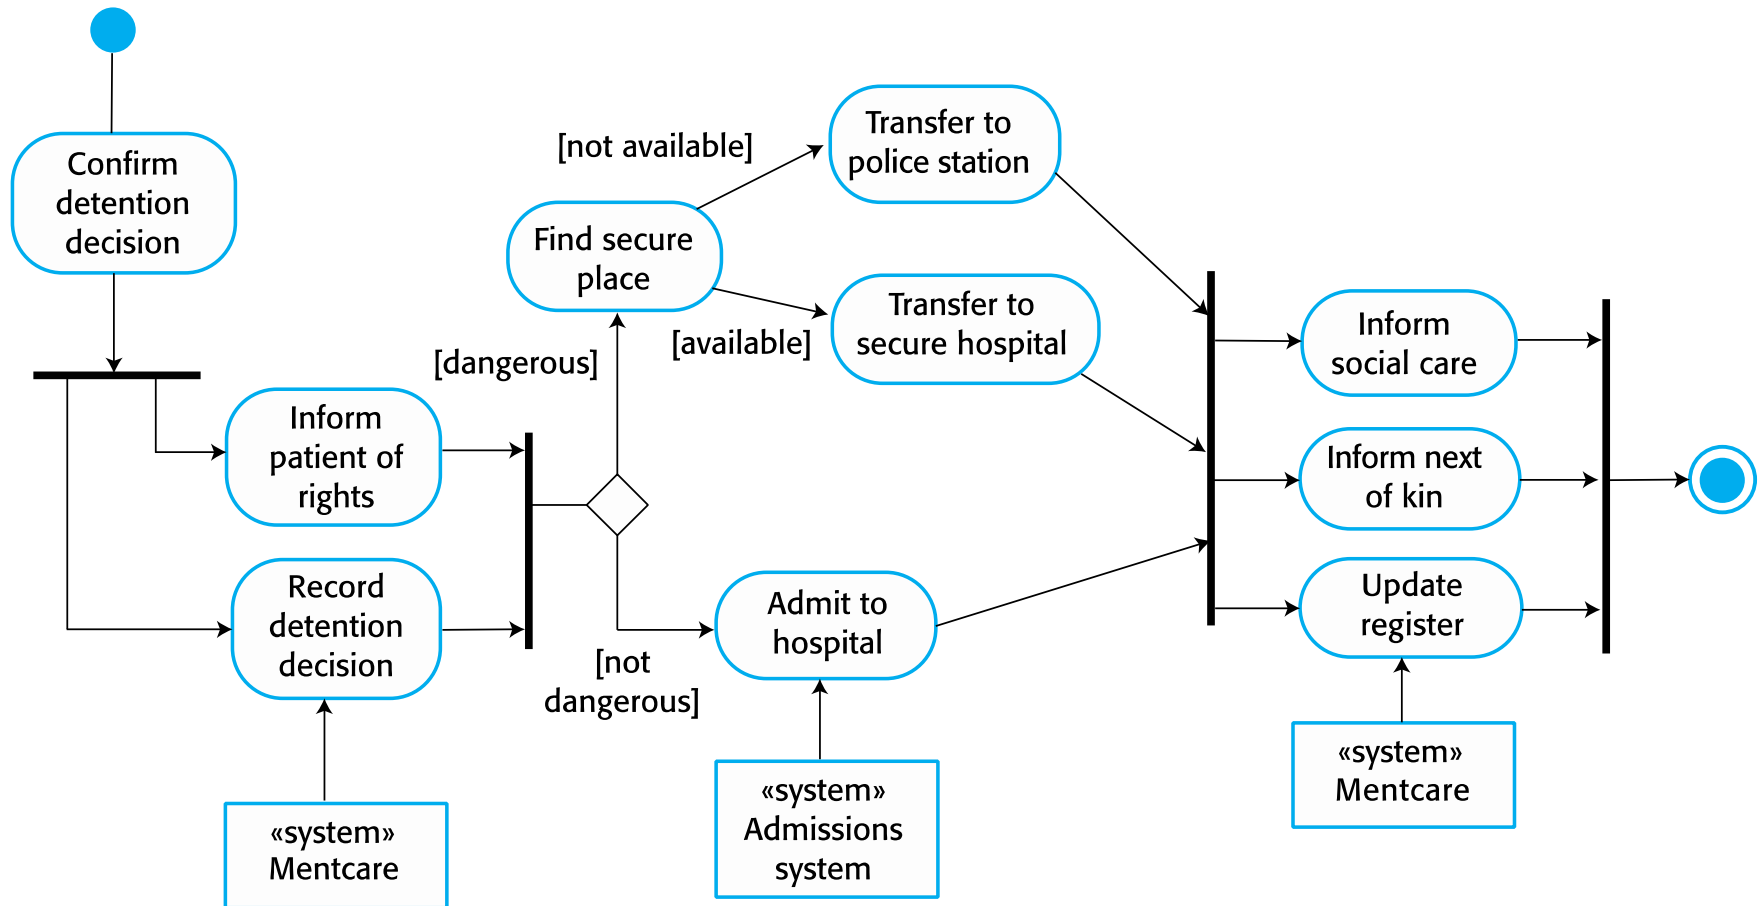 Confirm
detention
decision
Inform
patient of
rights
Record
detention
decision
«system»
Mentcare
[dangerous]
[not
dangerous]
Find secure
place
[not available]
[available]
Transfer to
police station
Transfer to
secure hospital
Admit to
hospital
«system»
Admissions
system
Inform
social care
Inform next
of kin
Update
register
«system»
Mentcare